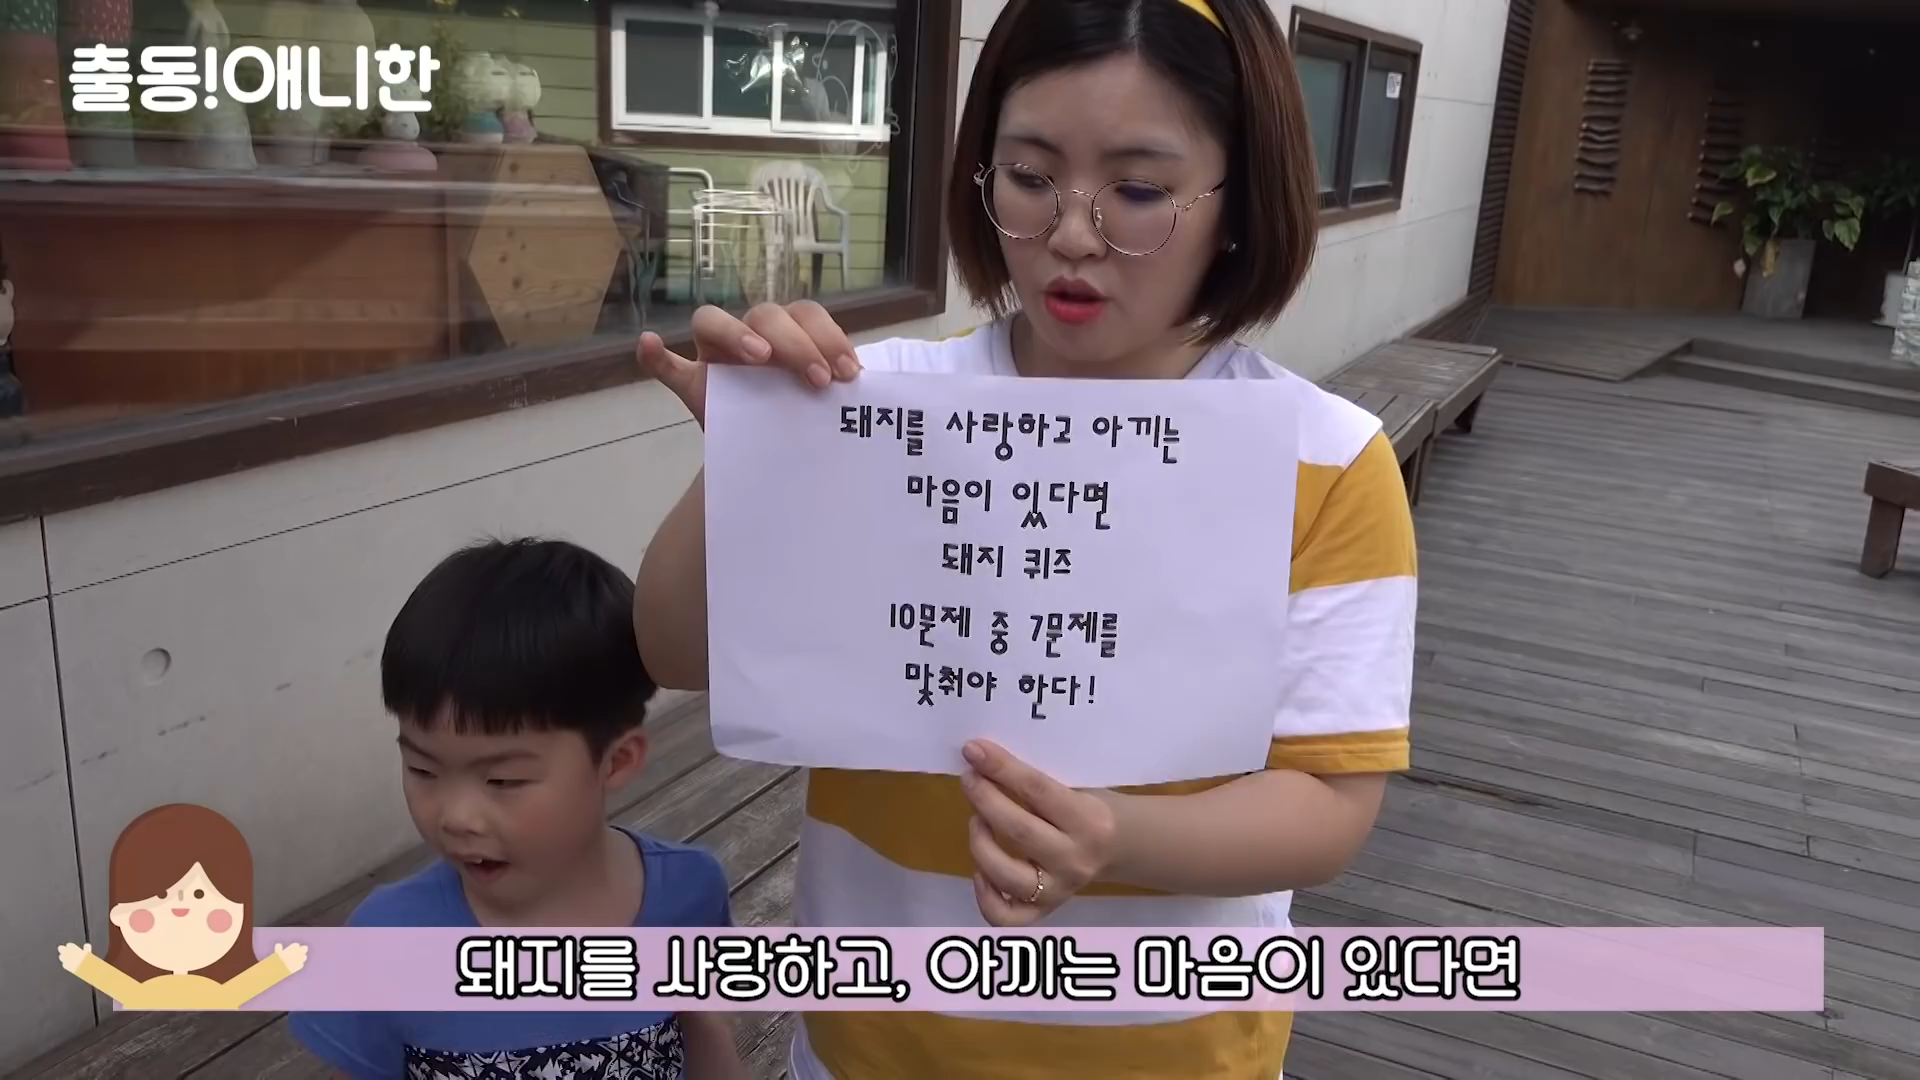 출동!애니한
돼지를 사랑하고 아끼는
마음이 있다면
돼지 퀴즈
10문제 중 7문제를
맞춰야 한다!
돼지를 사랑하고, 아끼는 마음이 있다면